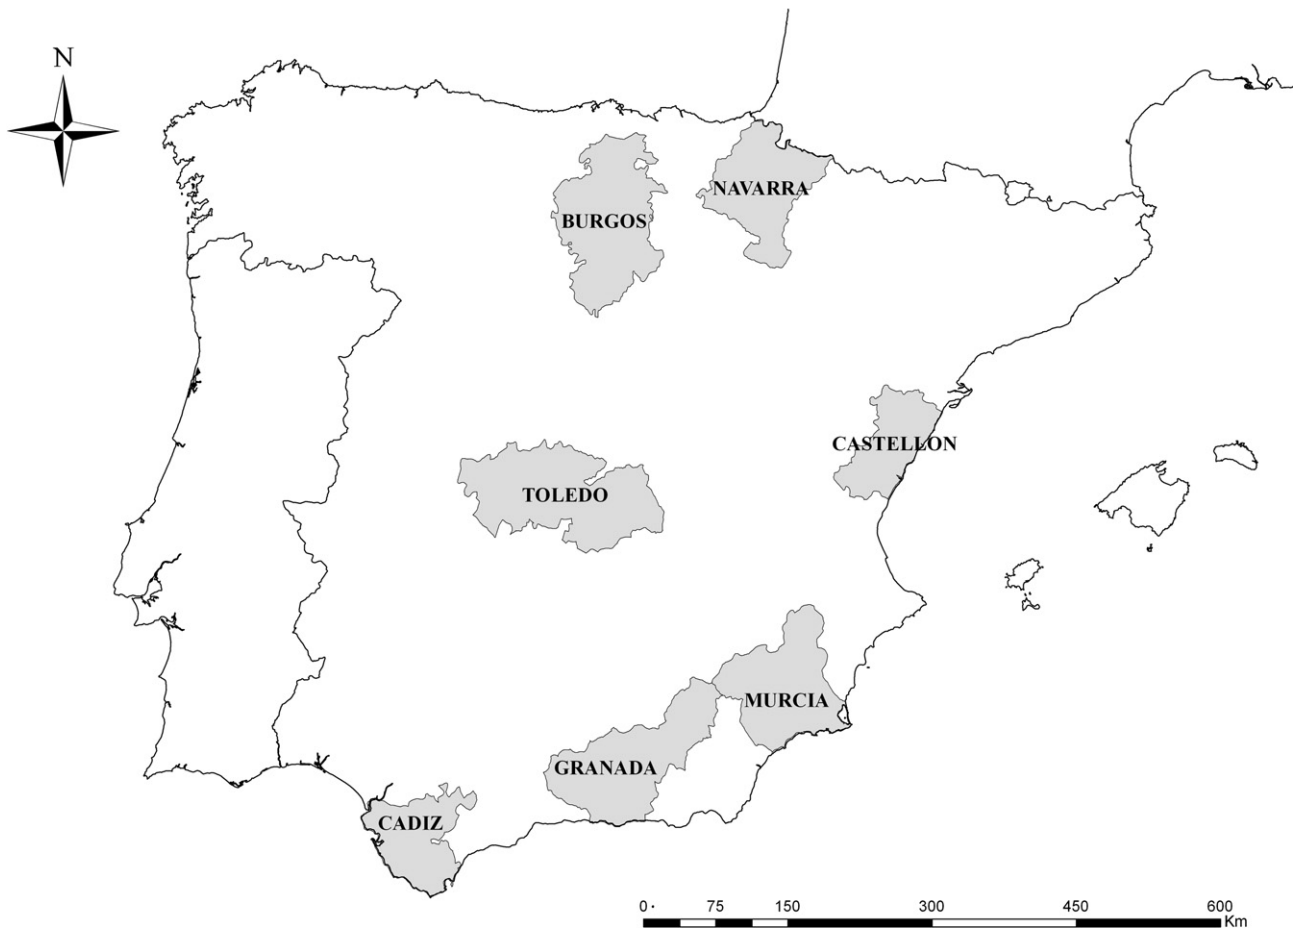 N
NAVARRA
BURGOS
CASTELLON
TOLEDO
MURCIA
GRANADA
CADIZ
0 75 150 300 450 600
Km